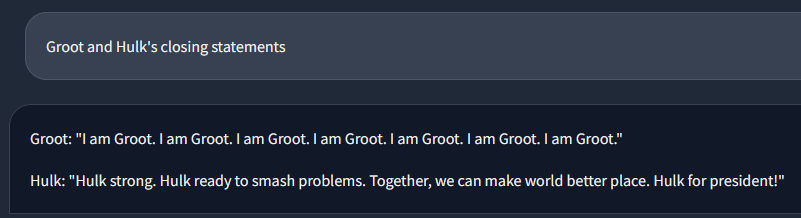 Groot and Hulk's closing statements
Groot: "I am Groot. I am Groot. I am Groot. I am Groot. I am Groot. I am Groot. I am Groot."
Hulk: "Hulk strong. Hulk ready to smash problems. Together, we can make world better place. Hulk for president!"